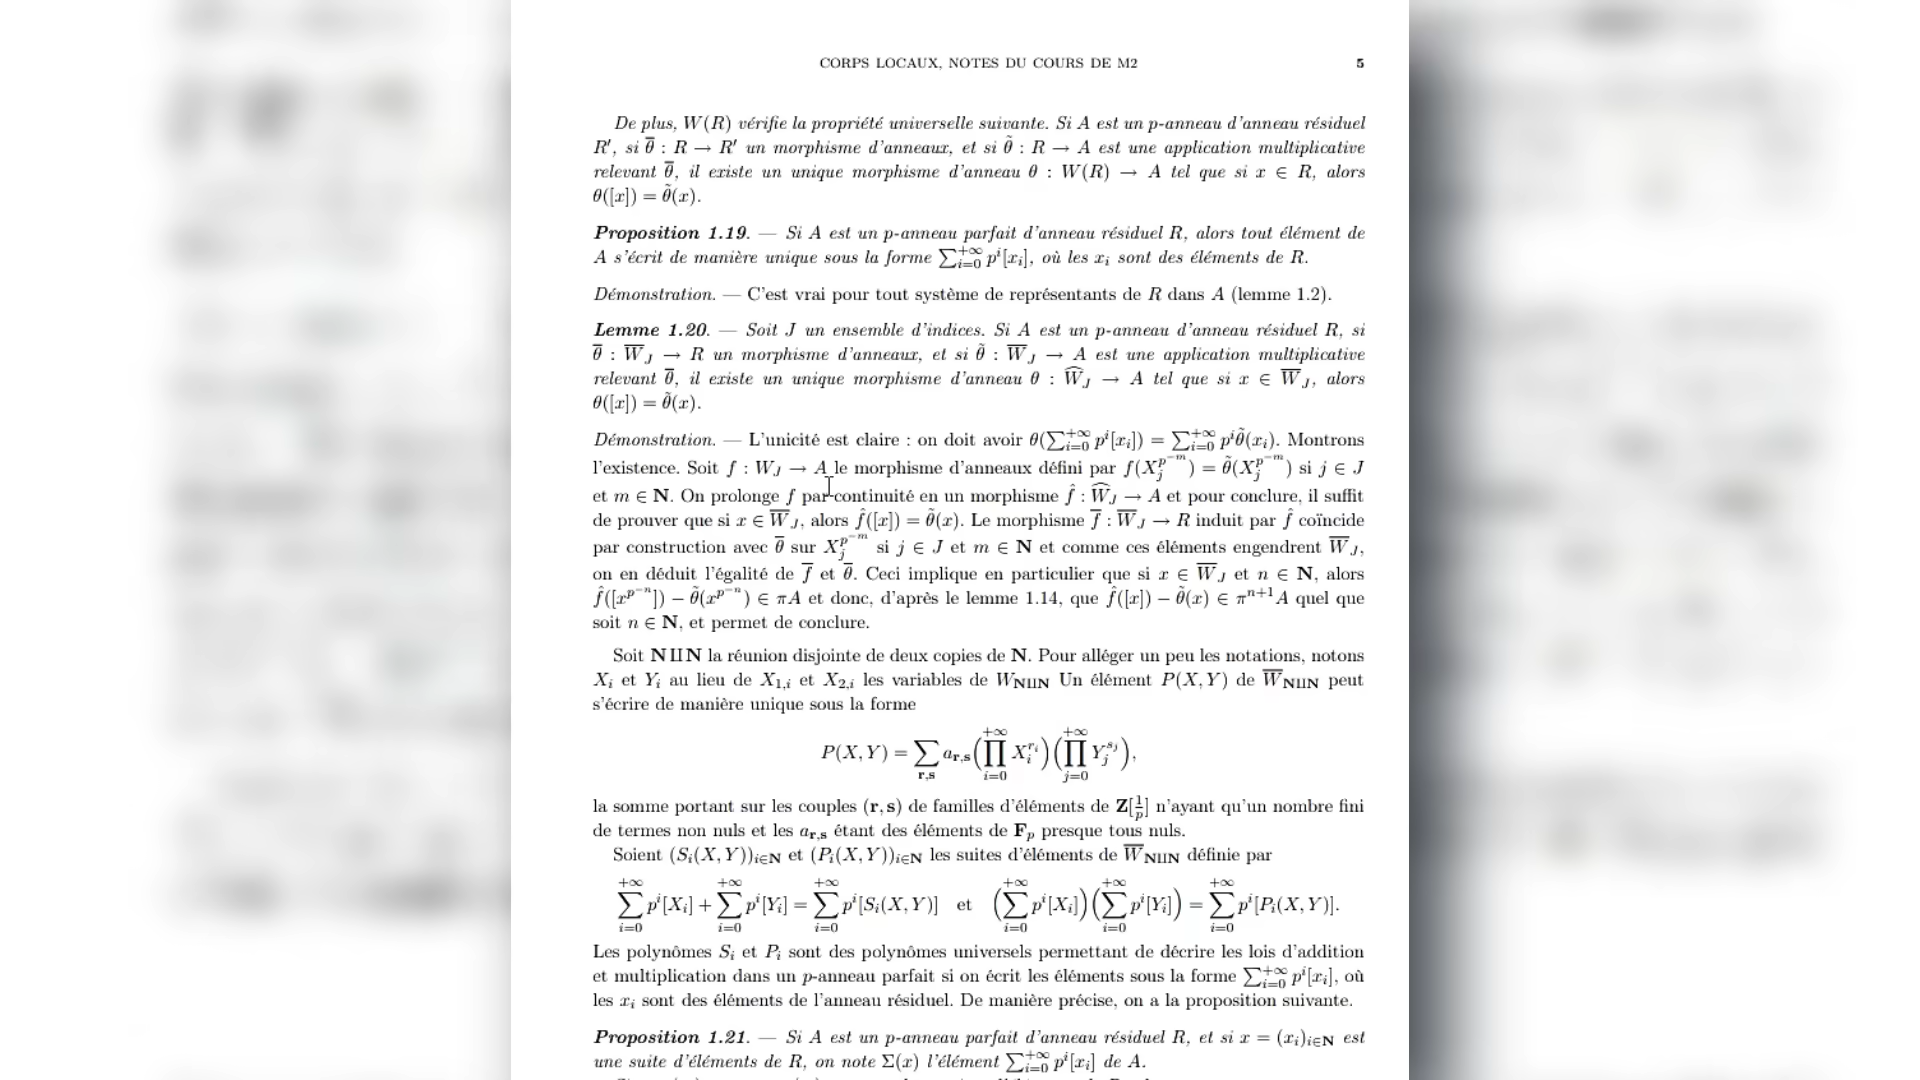 CORPS LOCAUX, NOTES DU COURS DE M2 5
De plus, W(R) vérifie la propriété universelle suivante. Si A est un p-anneau d'anneau résiduel
R′, si θ̅ : R → R′ un morphisme d'anneaux, et si θ̃ : R → A est une application multiplicative
relevant θ̅, il existe un unique morphisme d'anneau θ : W(R) → A tel que si x ∈ R, alors
θ([x]) = θ̃(x).
Proposition 1.19. — Si A est un p-anneau parfait d'anneau résiduel R, alors tout élément de
A s'écrit de manière unique sous la forme ∑_{i=0}^{+∞} p^i[x_i], où les x_i sont des éléments de R.
Démonstration. — C'est vrai pour tout système de représentants de R dans A (lemme 1.2).
Lemme 1.20. — Soit J un ensemble d'indices. Si A est un p-anneau d'anneau résiduel R, si
θ̅ : W̅_J → R un morphisme d'anneaux, et si θ̃ : W̅_J → A est une application multiplicative
relevant θ̅, il existe un unique morphisme d'anneau θ : Ŵ_J → A tel que si x ∈ W̅_J, alors
θ([x]) = θ̃(x).
Démonstration. — L'unicité est claire : on doit avoir θ(∑_{i=0}^{+∞} p^i[x_i]) = ∑_{i=0}^{+∞} p^i θ̃(x_i). Montrons
l'existence. Soit f : W_J → A le morphisme d'anneaux défini par f(X_j^{p^{-m}}) = θ̃(X_j^{p^{-m}}) si j ∈ J
et m ∈ N. On prolonge f par continuité en un morphisme f̂ : Ŵ_J → A et pour conclure, il suffit
de prouver que si x ∈ W̅_J, alors f̂([x]) = θ̃(x). Le morphisme f̅ : W̅_J → R induit par f̂ coïncide
par construction avec θ̅ sur X_j^{p^{-m}} si j ∈ J et m ∈ N et comme ces éléments engendrent W̅_J,
on en déduit l'égalité de f̅ et θ̅. Ceci implique en particulier que si x ∈ W̅_J et n ∈ N, alors
f̂([x^{p^{-n}}]) − θ̃(x^{p^{-n}}) ∈ πA et donc, d'après le lemme 1.14, que f̂([x]) − θ̃(x) ∈ π^{n+1}A quel que
soit n ∈ N, et permet de conclure.
Soit N∐N la réunion disjointe de deux copies de N. Pour alléger un peu les notations, notons
X_i et Y_i au lieu de X_{1,i} et X_{2,i} les variables de W_{N∐N} Un élément P(X, Y) de W̅_{N∐N} peut
s'écrire de manière unique sous la forme
P(X, Y) = ∑_{r,s} a_{r,s} (∏_{i=0}^{+∞} X_i^{r_i}) (∏_{j=0}^{+∞} Y_j^{s_j}),
la somme portant sur les couples (r, s) de familles d'éléments de Z[1/p] n'ayant qu'un nombre fini
de termes non nuls et les a_{r,s} étant des éléments de F_p presque tous nuls.
Soient (S_i(X, Y))_{i∈N} et (P_i(X, Y))_{i∈N} les suites d'éléments de W̅_{N∐N} définie par
∑_{i=0}^{+∞} p^i[X_i] + ∑_{i=0}^{+∞} p^i[Y_i] = ∑_{i=0}^{+∞} p^i[S_i(X, Y)] et (∑_{i=0}^{+∞} p^i[X_i]) (∑_{i=0}^{+∞} p^i[Y_i]) = ∑_{i=0}^{+∞} p^i[P_i(X, Y)].
Les polynômes S_i et P_i sont des polynômes universels permettant de décrire les lois d'addition
et multiplication dans un p-anneau parfait si on écrit les éléments sous la forme ∑_{i=0}^{+∞} p^i[x_i], où
les x_i sont des éléments de l'anneau résiduel. De manière précise, on a la proposition suivante.
Proposition 1.21. — Si A est un p-anneau parfait d'anneau résiduel R, et si x = (x_i)_{i∈N} est
une suite d'éléments de R, on note Σ(x) l'élément ∑_{i=0}^{+∞} p^i[x_i] de A.